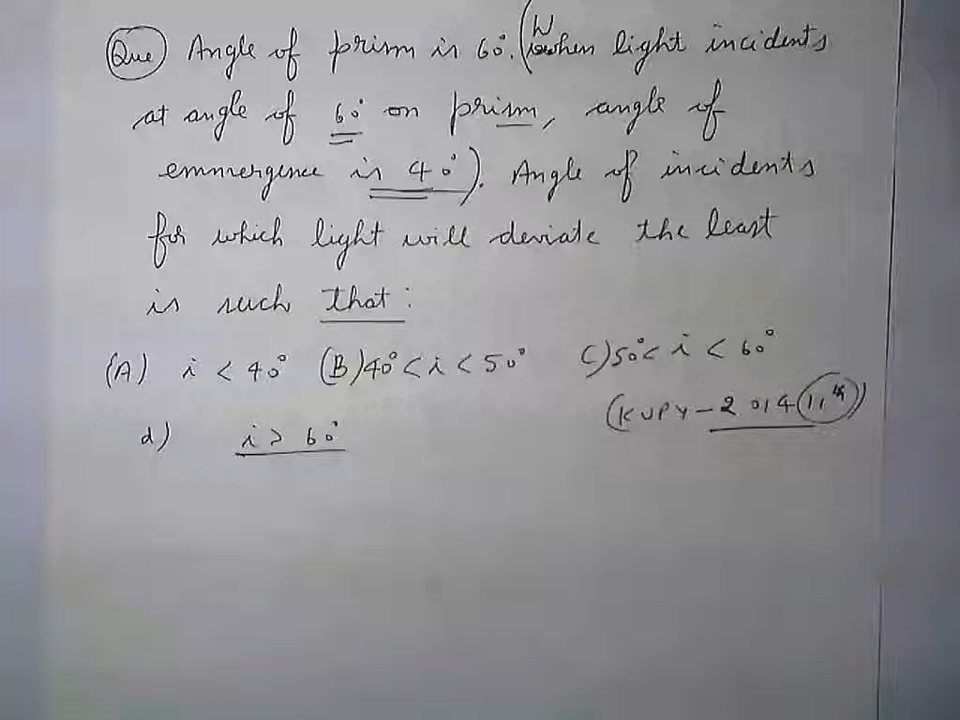 Que Angle of prism is 60°. (When light incidents
at angle of 60° on prism, angle of
emmergence is 40°). Angle of incidents
for which light will deviate the least
is such that:
(A) i < 40° (B) 40° < i < 50° C) 50° < i < 60°
(KVPY-2014 11th)
d) i > 60°